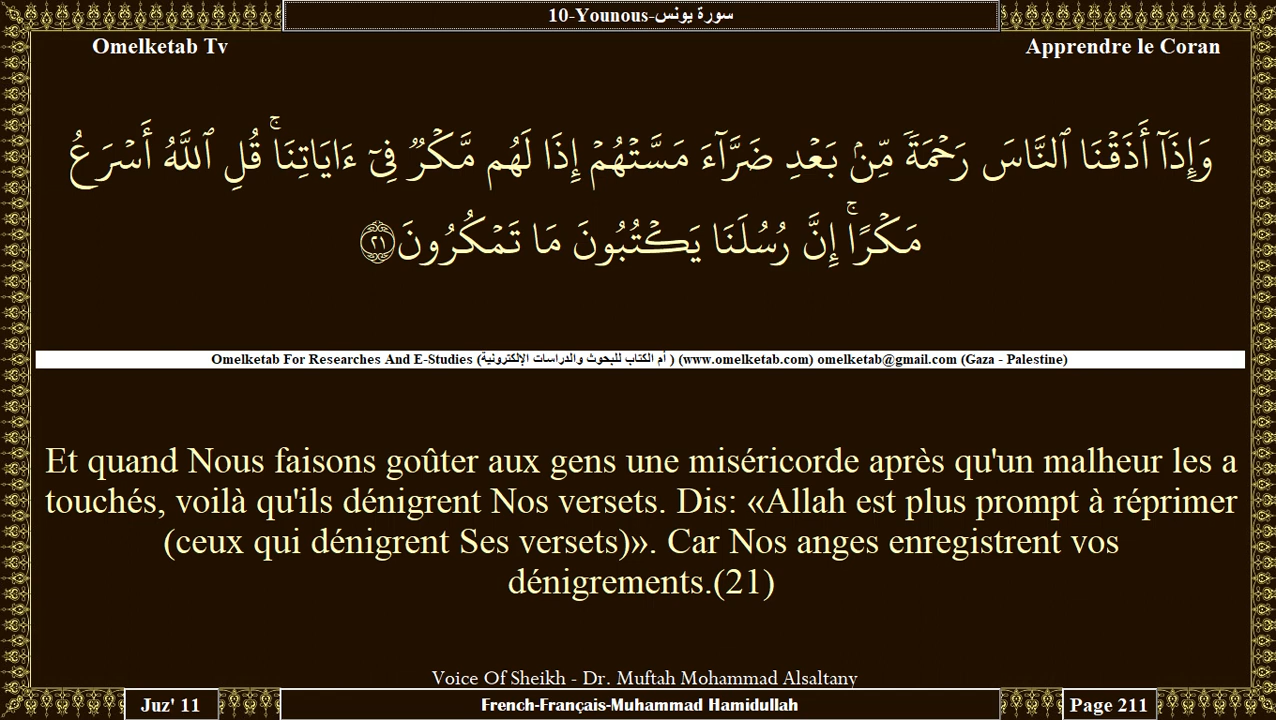 10-Younous-سورة يونس
Omelketab Tv
Apprendre le Coran
وَإِذَآ أَذَقْنَا ٱلنَّاسَ رَحْمَةً مِّنۢ بَعْدِ ضَرَّآءَ مَسَّتْهُمْ إِذَا لَهُم مَّكْرٌ فِىٓ ءَايَاتِنَا ۚ قُلِ ٱللَّهُ أَسْرَعُ
مَكْرًا ۚ إِنَّ رُسُلَنَا يَكْتُبُونَ مَا تَمْكُرُونَ ﴿٢١﴾
Omelketab For Researches And E-Studies (أم الكتاب للبحوث والدراسات الإلكترونية ) (www.omelketab.com) omelketab@gmail.com (Gaza - Palestine)
Et quand Nous faisons goûter aux gens une miséricorde après qu'un malheur les a
touchés, voilà qu'ils dénigrent Nos versets. Dis: «Allah est plus prompt à réprimer
(ceux qui dénigrent Ses versets)». Car Nos anges enregistrent vos
dénigrements.(21)
Voice Of Sheikh - Dr. Muftah Mohammad Alsaltany
Juz' 11
French-Français-Muhammad Hamidullah
Page 211